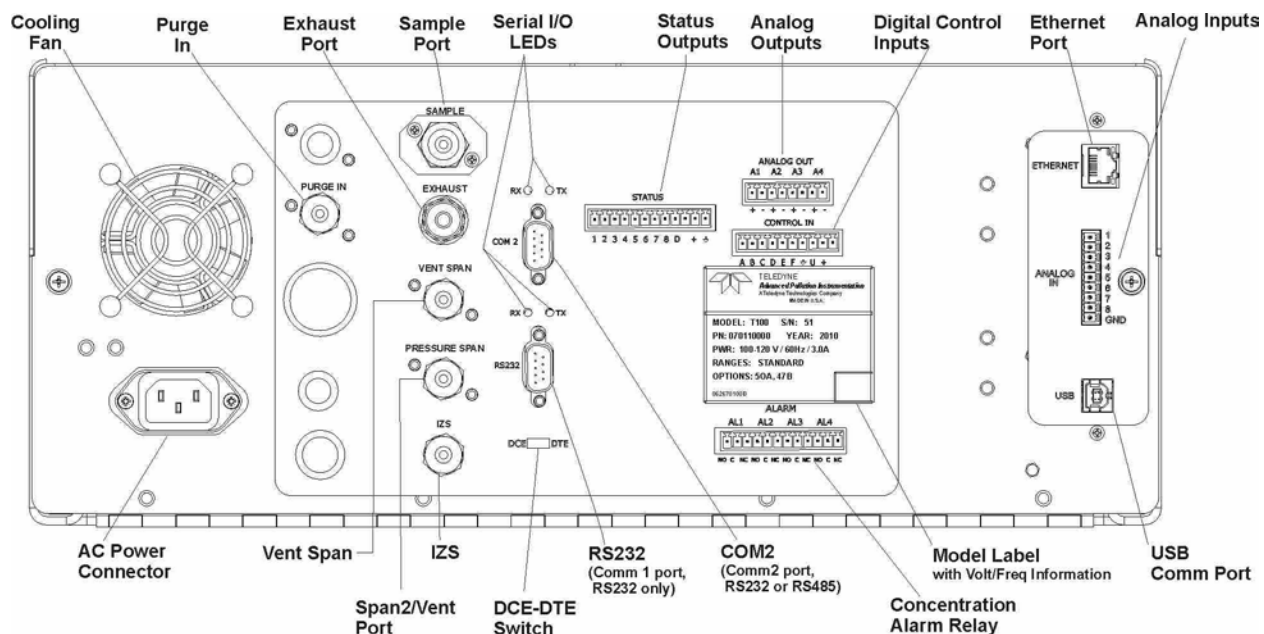 Cooling
Fan
Purge
In
Exhaust
Port
Sample
Port
Serial I/O
LEDs
Status
Outputs
Analog
Outputs
Digital Control
Inputs
Ethernet
Port
Analog Inputs
SAMPLE
PURGE IN
EXHAUST
RX TX
COM 2
STATUS
1 2 3 4 5 6 7 8 D +
ANALOG OUT
A1 A2 A3 A4
+ - + - + - + -
CONTROL IN
A B C D E F U +
ETHERNET
ANALOG
IN
1
2
3
4
5
6
7
8
GND
TELEDYNE
Advanced Pollution Instrumentation
A Teledyne Technologies Company
MADE IN U.S.A.
MODEL: T100 S/N: 51
PN: 070110000 YEAR: 2010
PWR: 100-120 V / 60Hz / 3.0A
RANGES: STANDARD
OPTIONS: 50A, 47B
VENT SPAN
RX TX
PRESSURE SPAN
RS232
IZS
DCE DTE
USB
ALARM
AL1 AL2 AL3 AL4
NO C NC NO C NC NO C NC NO C NC
AC Power
Connector
Vent Span
IZS
RS232
(Comm 1 port,
RS232 only)
COM2
(Comm2 port,
RS232 or RS485)
Model Label
with Volt/Freq Information
USB
Comm Port
Span2/Vent
Port
DCE-DTE
Switch
Concentration
Alarm Relay